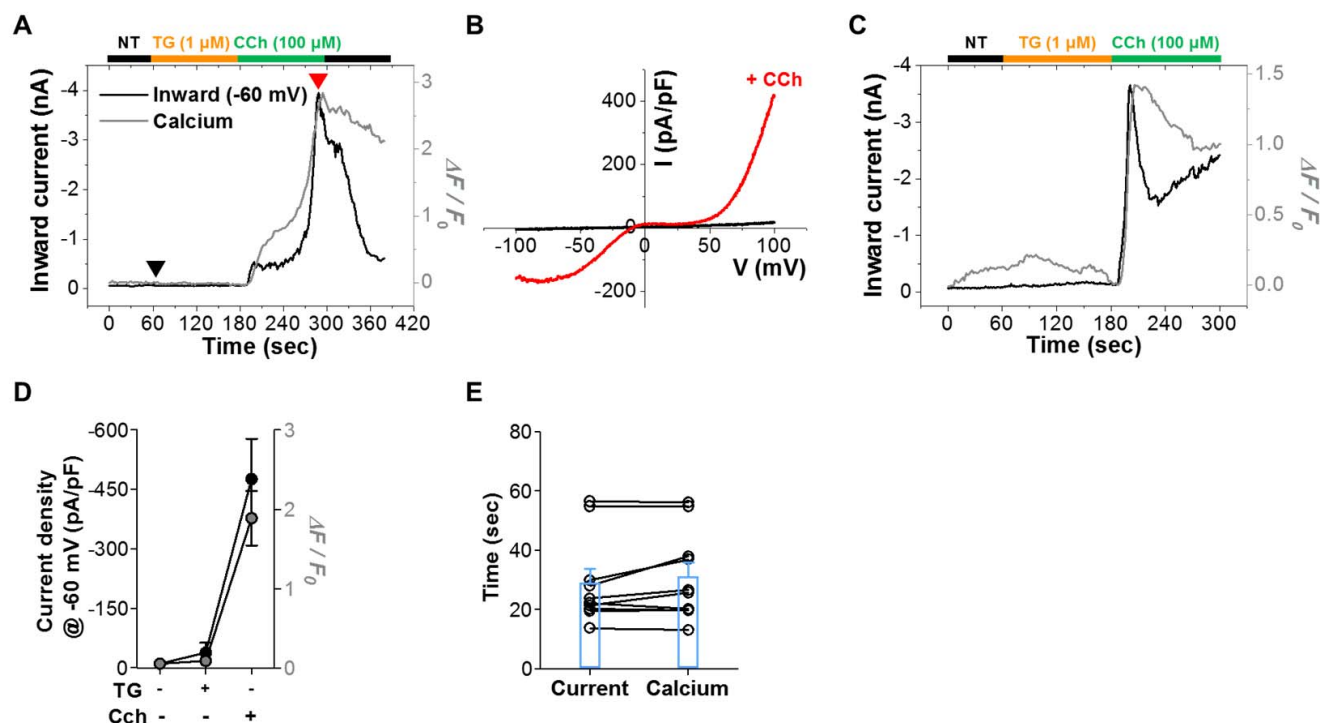 A
NT TG (1 µM) CCh (100 µM)
Inward (-60 mV)
Calcium
Inward current (nA)
-4
-3
-2
-1
0
3
2
1
0
ΔF / F0
0 60 120 180 240 300 360 420
Time (sec)
B
+ CCh
I (pA/pF)
400
200
0
-200
-100 -50 0 50 100
V (mV)
C
NT TG (1 µM) CCh (100 µM)
Inward current (nA)
-4
-3
-2
-1
0
1.5
1.0
0.5
0.0
ΔF / F0
0 60 120 180 240 300
Time (sec)
D
Current density
@ -60 mV (pA/pF)
-600
-450
-300
-150
0
3
2
1
0
ΔF / F0
TG - + -
Cch - - +
E
Time (sec)
80
60
40
20
0
Current Calcium